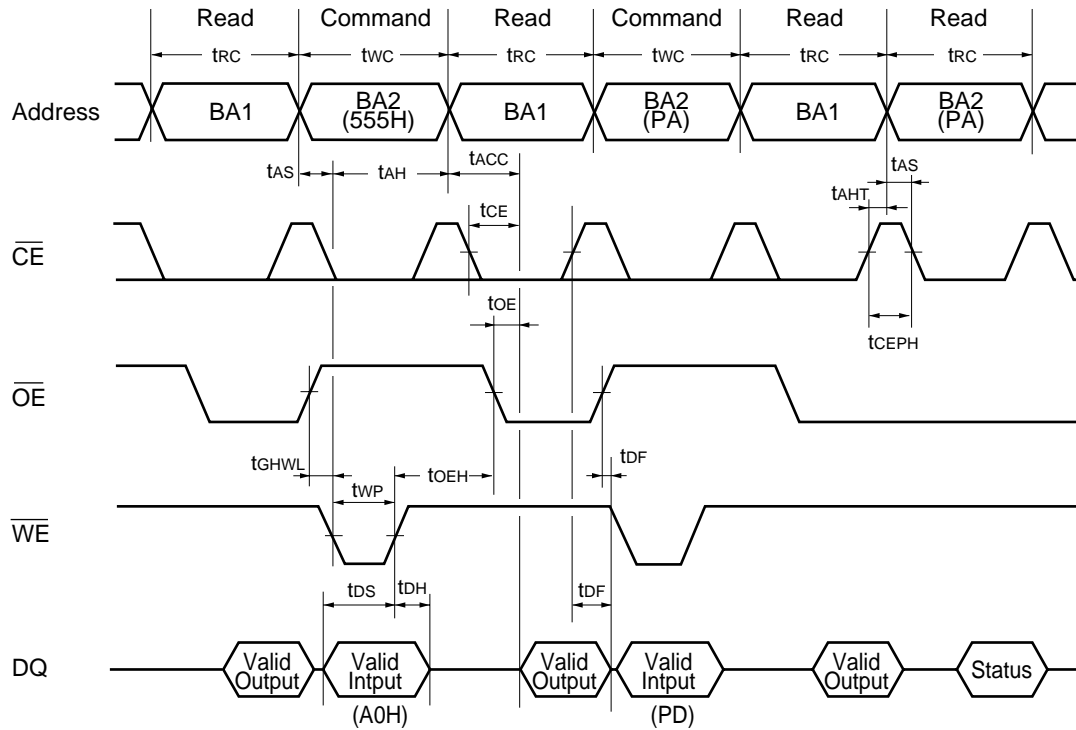 Read Command Read Command Read Read
tRC tWC tRC tWC tRC tRC
Address BA1 BA2 (555H) BA1 BA2 (PA) BA1 BA2 (PA)
tAS tAH tACC tAS
tAHT
tCE
CE
tOE
tCEPH
OE
tGHWL tWP tOEH tDF
WE
tDS tDH tDF
DQ Valid Output Valid Intput Valid Output Valid Intput Valid Output Status
(A0H) (PD)